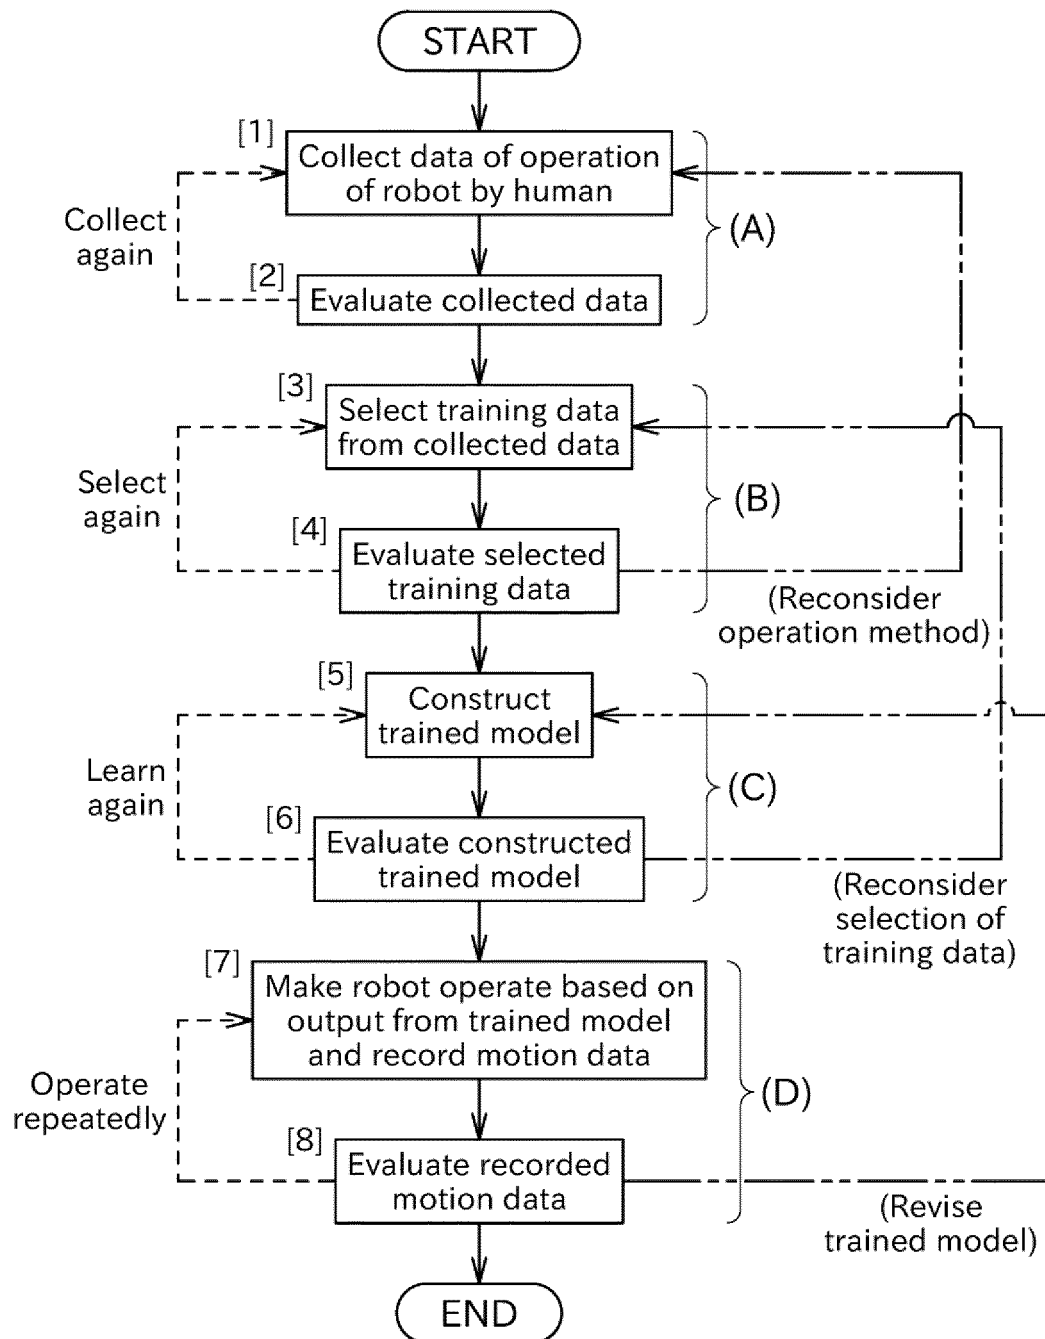 START
[1]
Collect data of operation
of robot by human
Collect
again
(A)
[2]
Evaluate collected data
[3]
Select training data
from collected data
Select
again
(B)
[4]
Evaluate selected
training data
(Reconsider
operation method)
[5]
Construct
trained model
Learn
again
(C)
[6]
Evaluate constructed
trained model
(Reconsider
selection of
training data)
[7]
Make robot operate based on
output from trained model
and record motion data
Operate
repeatedly
(D)
[8]
Evaluate recorded
motion data
(Revise
trained model)
END